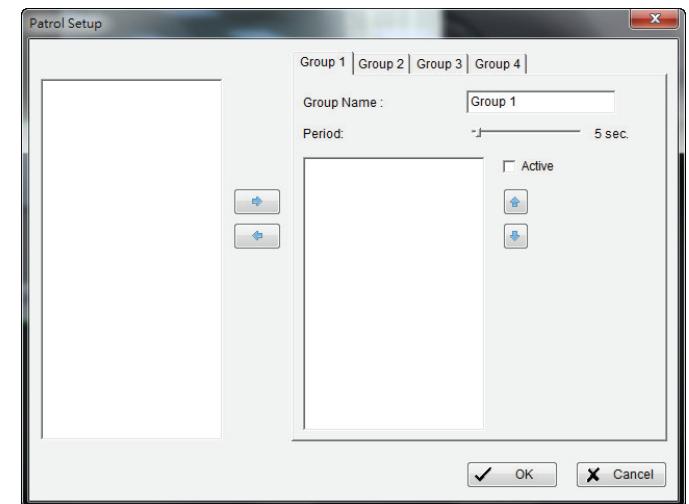 Patrol Setup
Group 1 Group 2 Group 3 Group 4
Group Name : Group 1
Period: 5 sec.
Active
OK Cancel